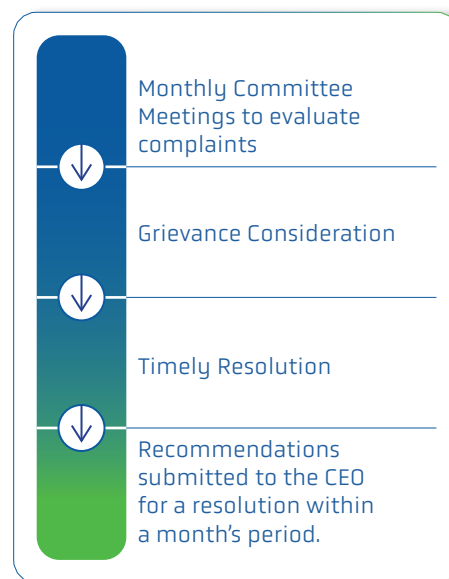 Monthly Committee
Meetings to evaluate
complaints
Grievance Consideration
Timely Resolution
Recommendations
submitted to the CEO
for a resolution within
a month's period.